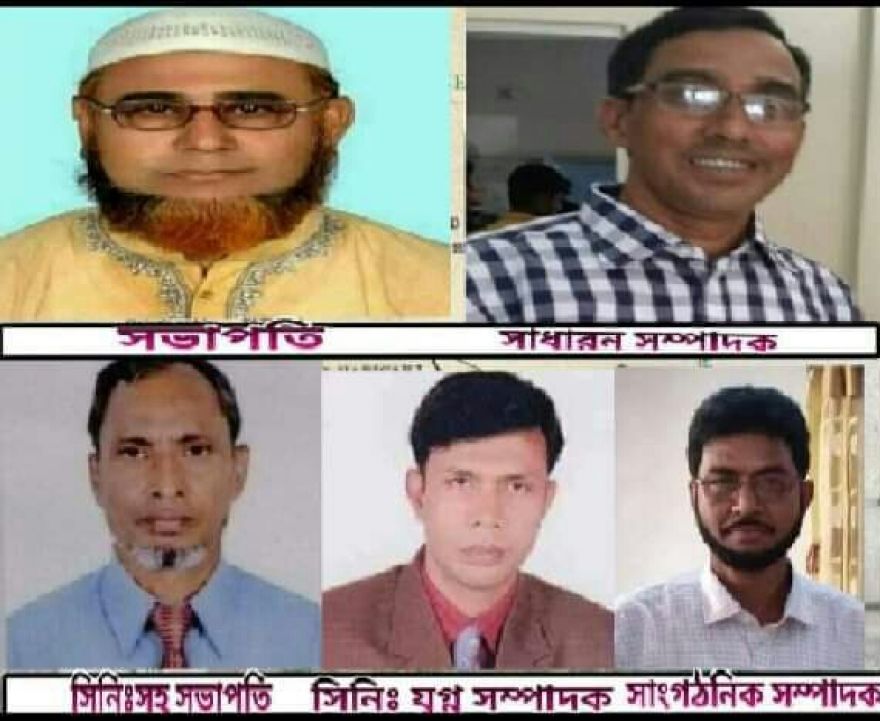 সভাপতি
সাধারন সম্পাদক
সিনিঃসহ সভাপতি
সিনিঃ যুগ্ন সম্পাদক
সাংগঠনিক সম্পাদক